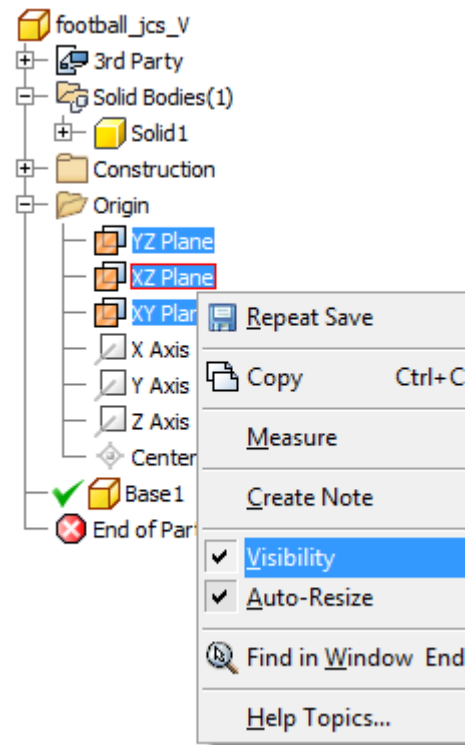 football_jcs_V
3rd Party
Solid Bodies(1)
Solid1
Construction
Origin
YZ Plane
XZ Plane
XY Plan
X Axis
Y Axis
Z Axis
Center
Base1
End of Par
Repeat Save
Copy Ctrl+C
Measure
Create Note
Visibility
Auto-Resize
Find in Window End
Help Topics...